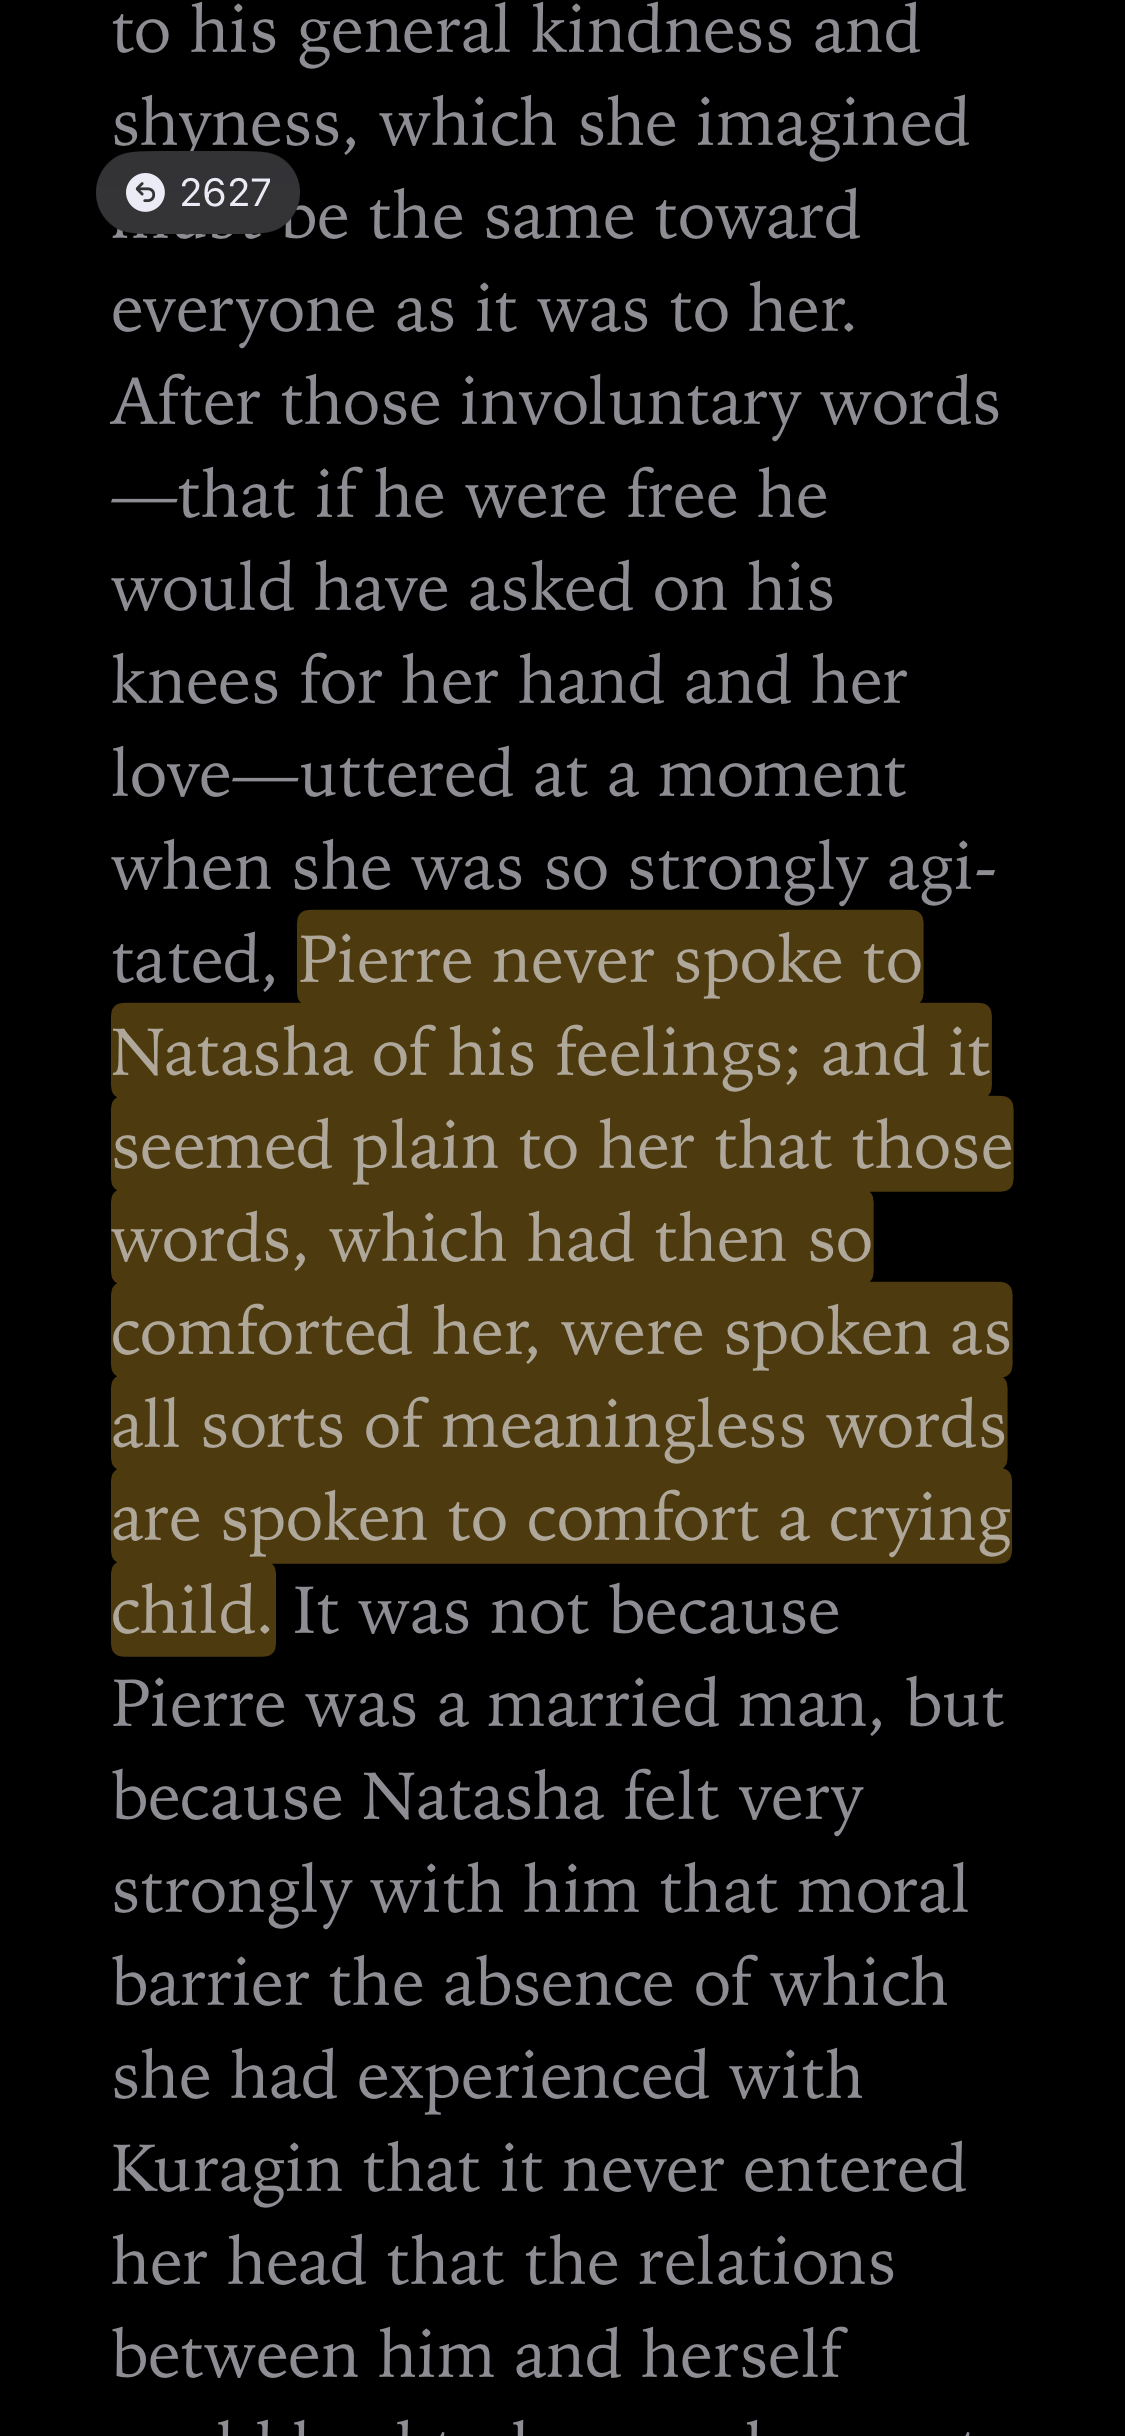 to his general kindness and
shyness, which she imagined
2627
be the same toward
everyone as it was to her.
After those involuntary words
—that if he were free he
would have asked on his
knees for her hand and her
love—uttered at a moment
when she was so strongly agi-
tated, Pierre never spoke to
Natasha of his feelings; and it
seemed plain to her that those
words, which had then so
comforted her, were spoken as
all sorts of meaningless words
are spoken to comfort a crying
child. It was not because
Pierre was a married man, but
because Natasha felt very
strongly with him that moral
barrier the absence of which
she had experienced with
Kuragin that it never entered
her head that the relations
between him and herself